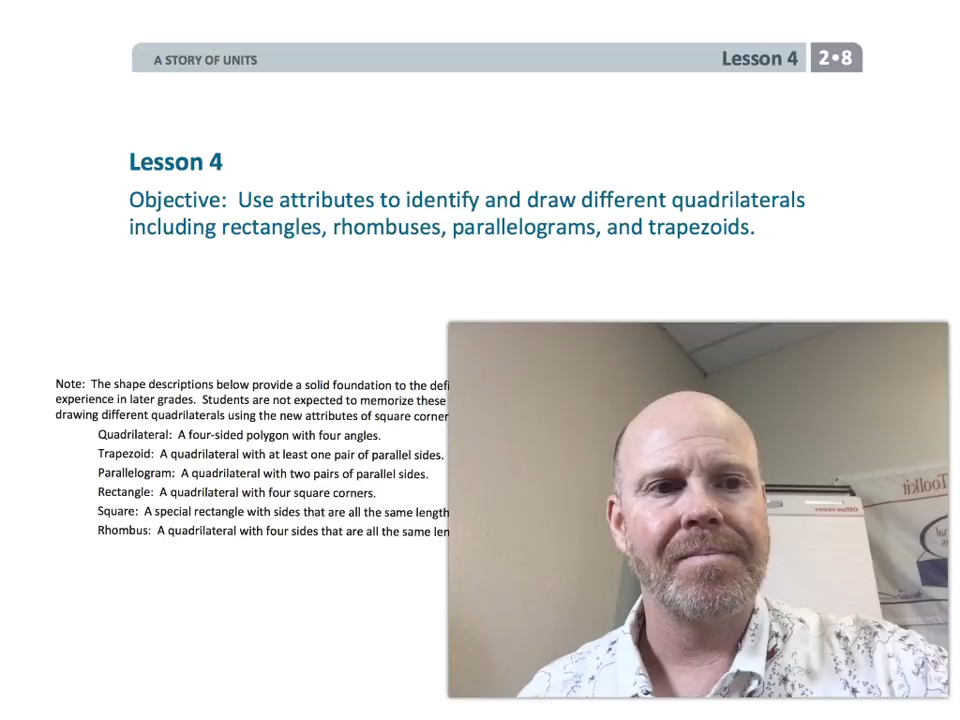 A STORY OF UNITS
Lesson 4
2•8
Lesson 4
Objective: Use attributes to identify and draw different quadrilaterals
including rectangles, rhombuses, parallelograms, and trapezoids.
Note: The shape descriptions below provide a solid foundation to the defi
experience in later grades. Students are not expected to memorize these
drawing different quadrilaterals using the new attributes of square corner
Quadrilateral: A four-sided polygon with four angles.
Trapezoid: A quadrilateral with at least one pair of parallel sides.
Parallelogram: A quadrilateral with two pairs of parallel sides.
Rectangle: A quadrilateral with four square corners.
Square: A special rectangle with sides that are all the same length
Rhombus: A quadrilateral with four sides that are all the same len
Toolkit